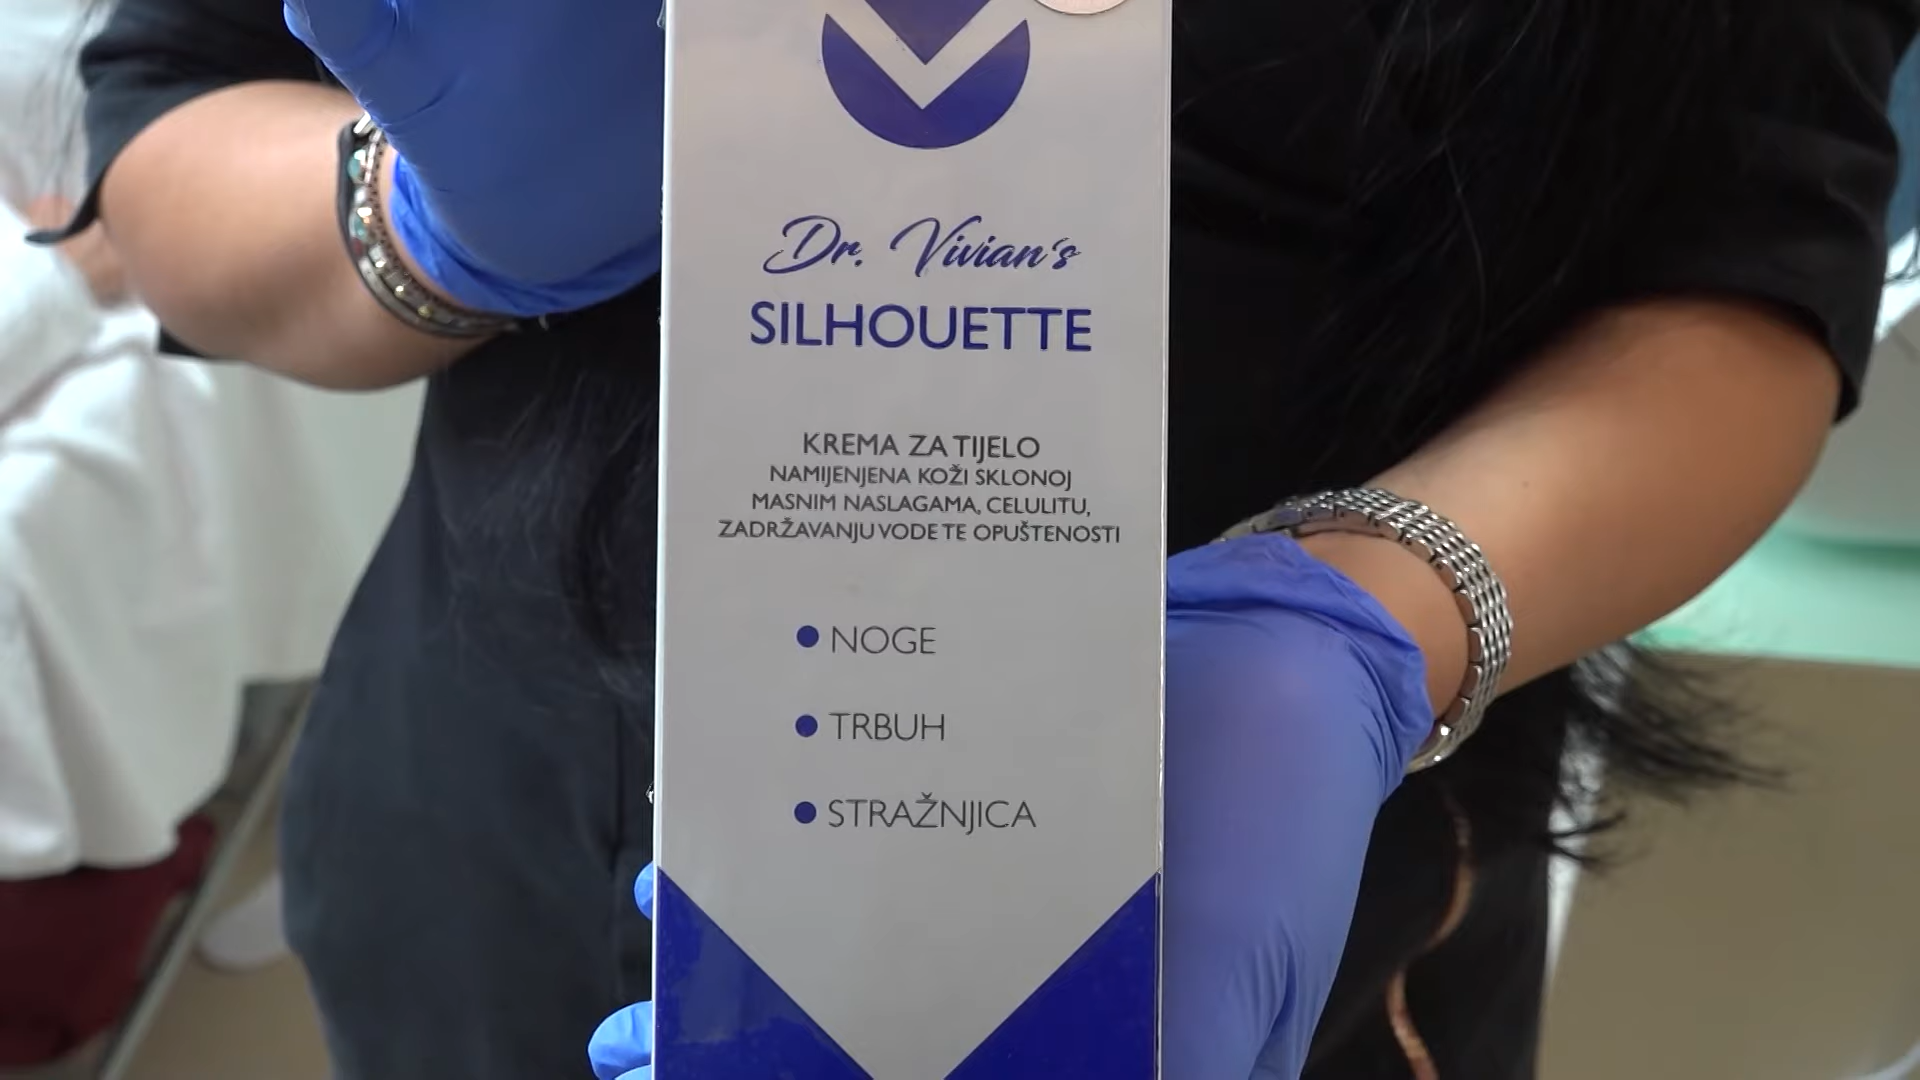 Dr. Vivian's
SILHOUETTE
KREMA ZA TIJELO
NAMIJENJENA KOŽI SKLONOJ
MASNIM NASLAGAMA, CELULITU,
ZADRŽAVANJU VODE TE OPUŠTENOSTI
NOGE
TRBUH
STRAŽNJICA